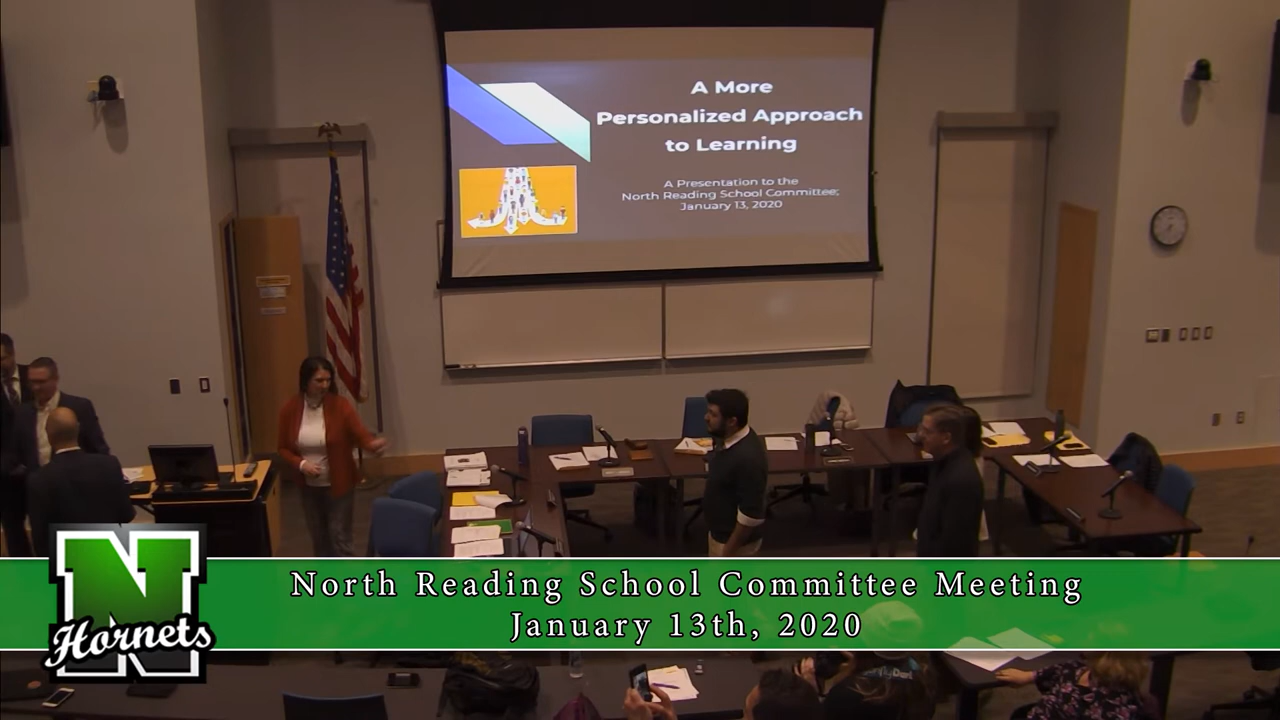 A More
Personalized Approach
to Learning
A Presentation to the
North Reading School Committee;
January 13, 2020
N
Hornets
North Reading School Committee Meeting
January 13th, 2020